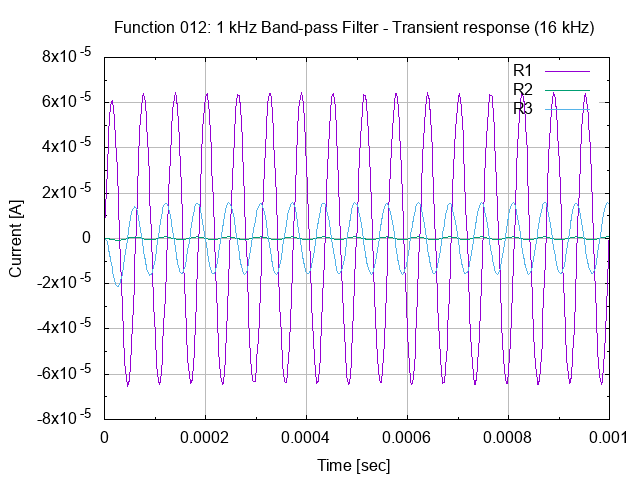 Function 012: 1 kHz Band-pass Filter - Transient response (16 kHz)
8x10^-5
6x10^-5
4x10^-5
2x10^-5
0
-2x10^-5
-4x10^-5
-6x10^-5
-8x10^-5
Current [A]
R1
R2
R3
0 0.0002 0.0004 0.0006 0.0008 0.001
Time [sec]